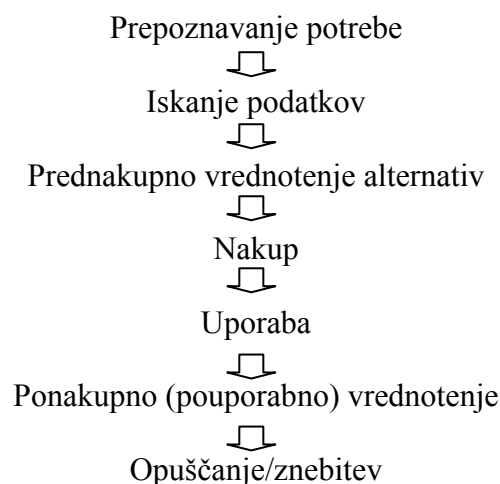 Prepoznavanje potrebe
Iskanje podatkov
Prednakupno vrednotenje alternativ
Nakup
Uporaba
Ponakupno (pouporabno) vrednotenje
Opuščanje/znebitev